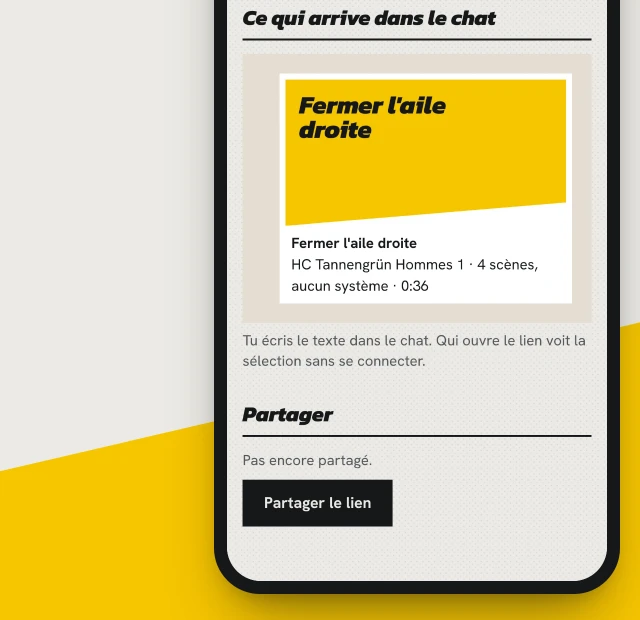 Ce qui arrive dans le chat
Fermer l'aile
droite
Fermer l'aile droite
HC Tannengrün Hommes 1 · 4 scènes,
aucun système · 0:36
Tu écris le texte dans le chat. Qui ouvre le lien voit la
sélection sans se connecter.
Partager
Pas encore partagé.
Partager le lien